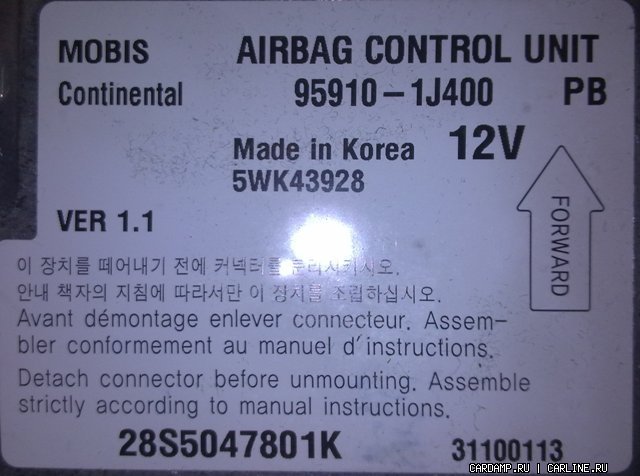 MOBIS AIRBAG CONTROL UNIT
Continental 95910-1J400 PB
Made in Korea 12V
5WK43928
FORWARD
VER 1.1
이 장치를 떼어내기 전에 커넥터를 분리시키시오.
안내 책자의 지침에 따라서만 이 장치를 조립하십시오.
Avant démontage enlever connecteur. Assem-
bler conformement au manuel d'instructions.
Detach connector before unmounting. Assemble
strictly according to manual instructions.
28S5047801K 31100113
CARDAMP.RU | CARLINE.RU